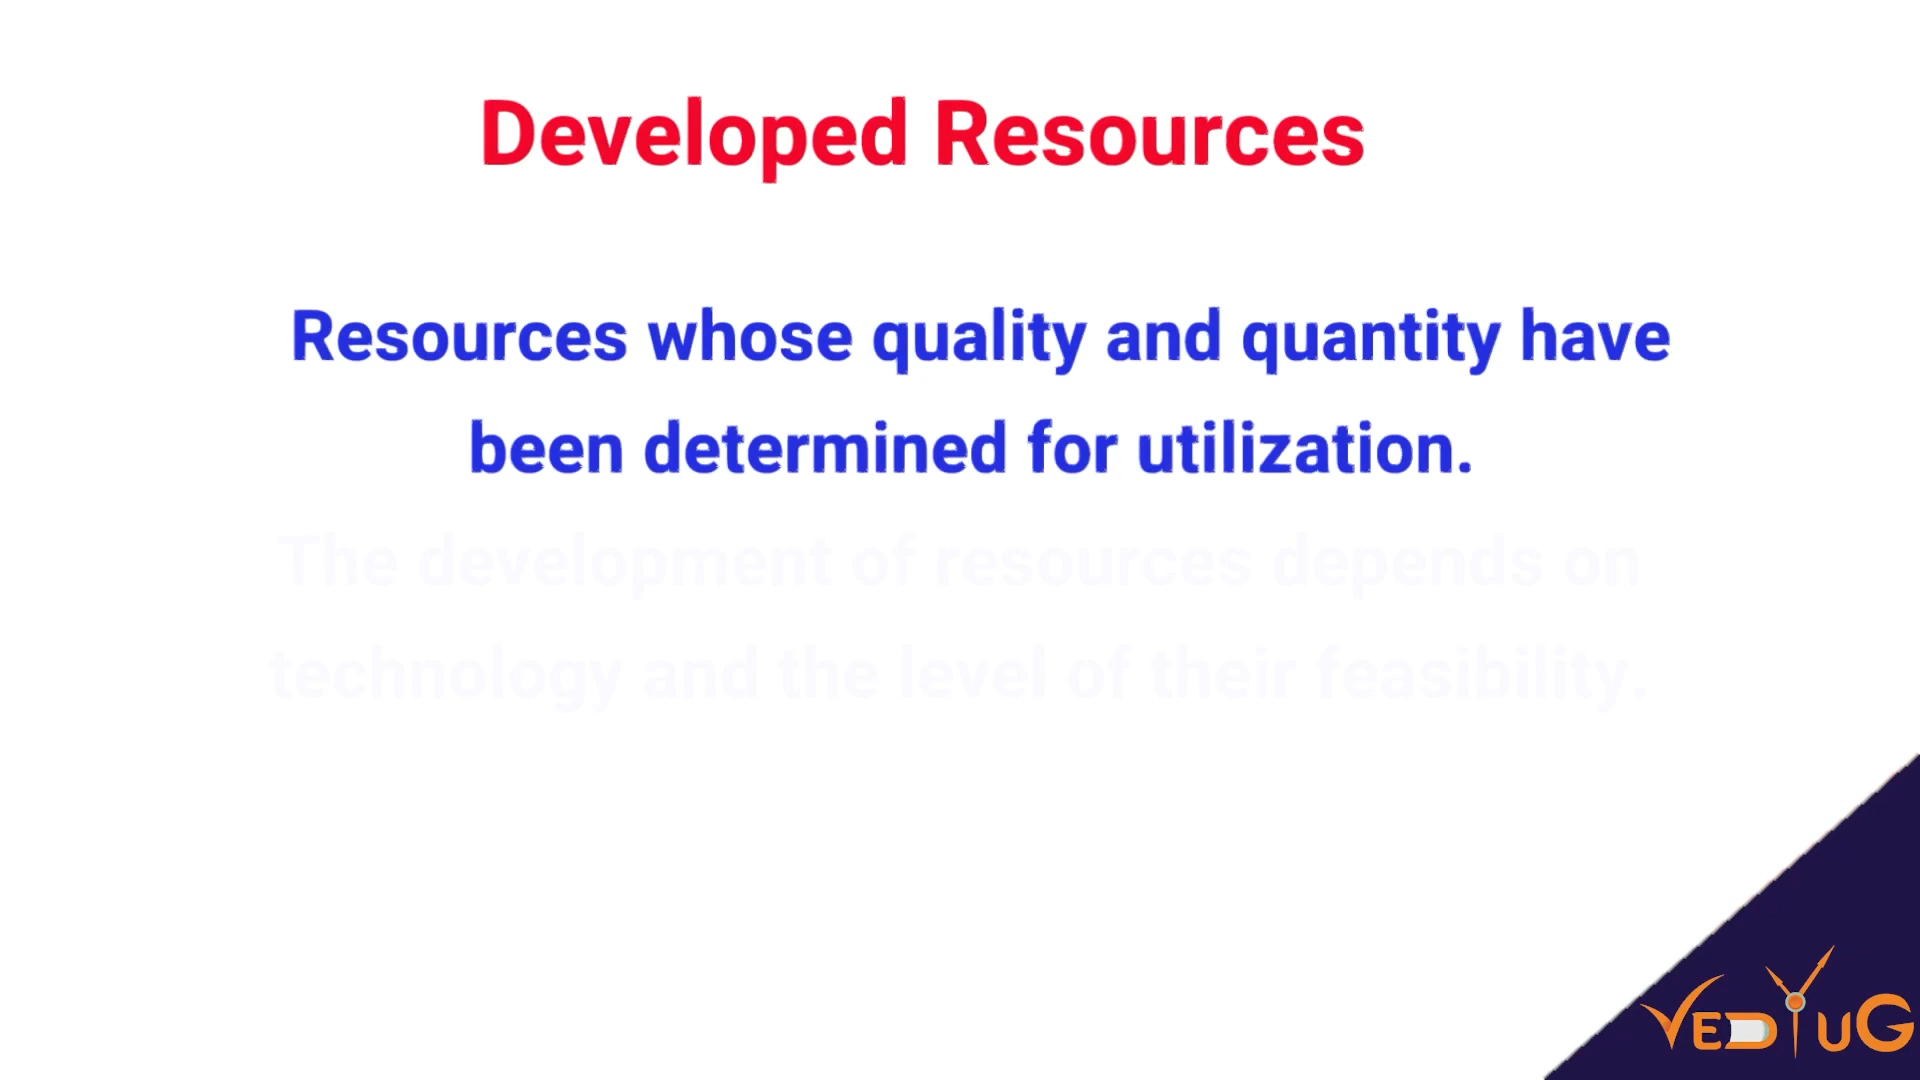 Developed Resources
Resources whose quality and quantity have
been determined for utilization.
The development of resources depends on
technology and the level of their feasibility.
VEDYUG